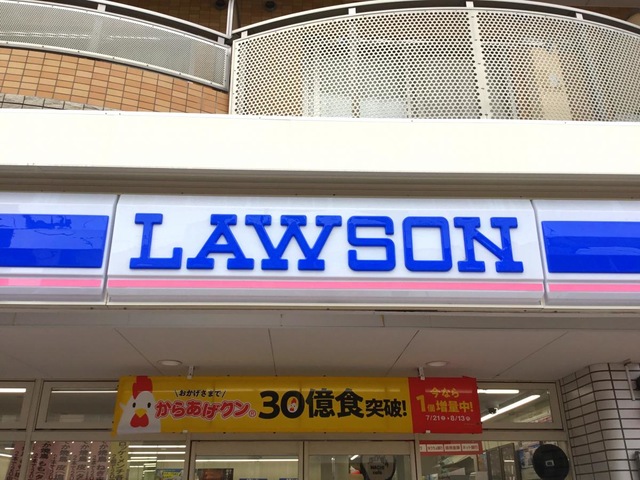 LAWSON
おかげさまで
からあげクン®
30億食突破!
今なら
1個増量中!
7/21火-8/13木